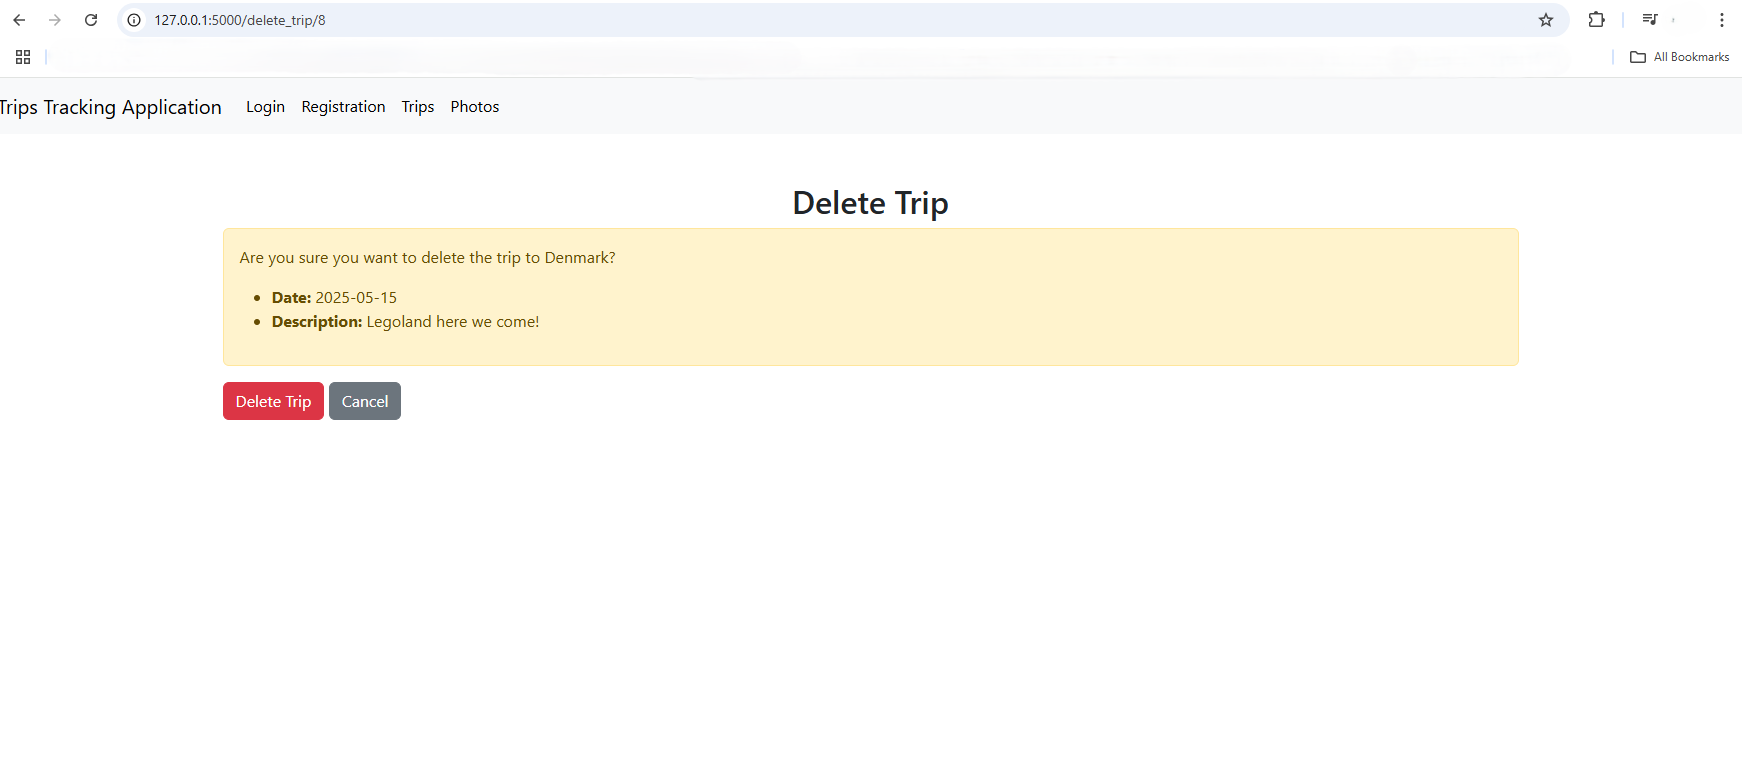 127.0.0.1:5000/delete_trip/8
All Bookmarks
Trips Tracking Application Login Registration Trips Photos
Delete Trip
Are you sure you want to delete the trip to Denmark?
Date: 2025-05-15
Description: Legoland here we come!
Delete Trip Cancel